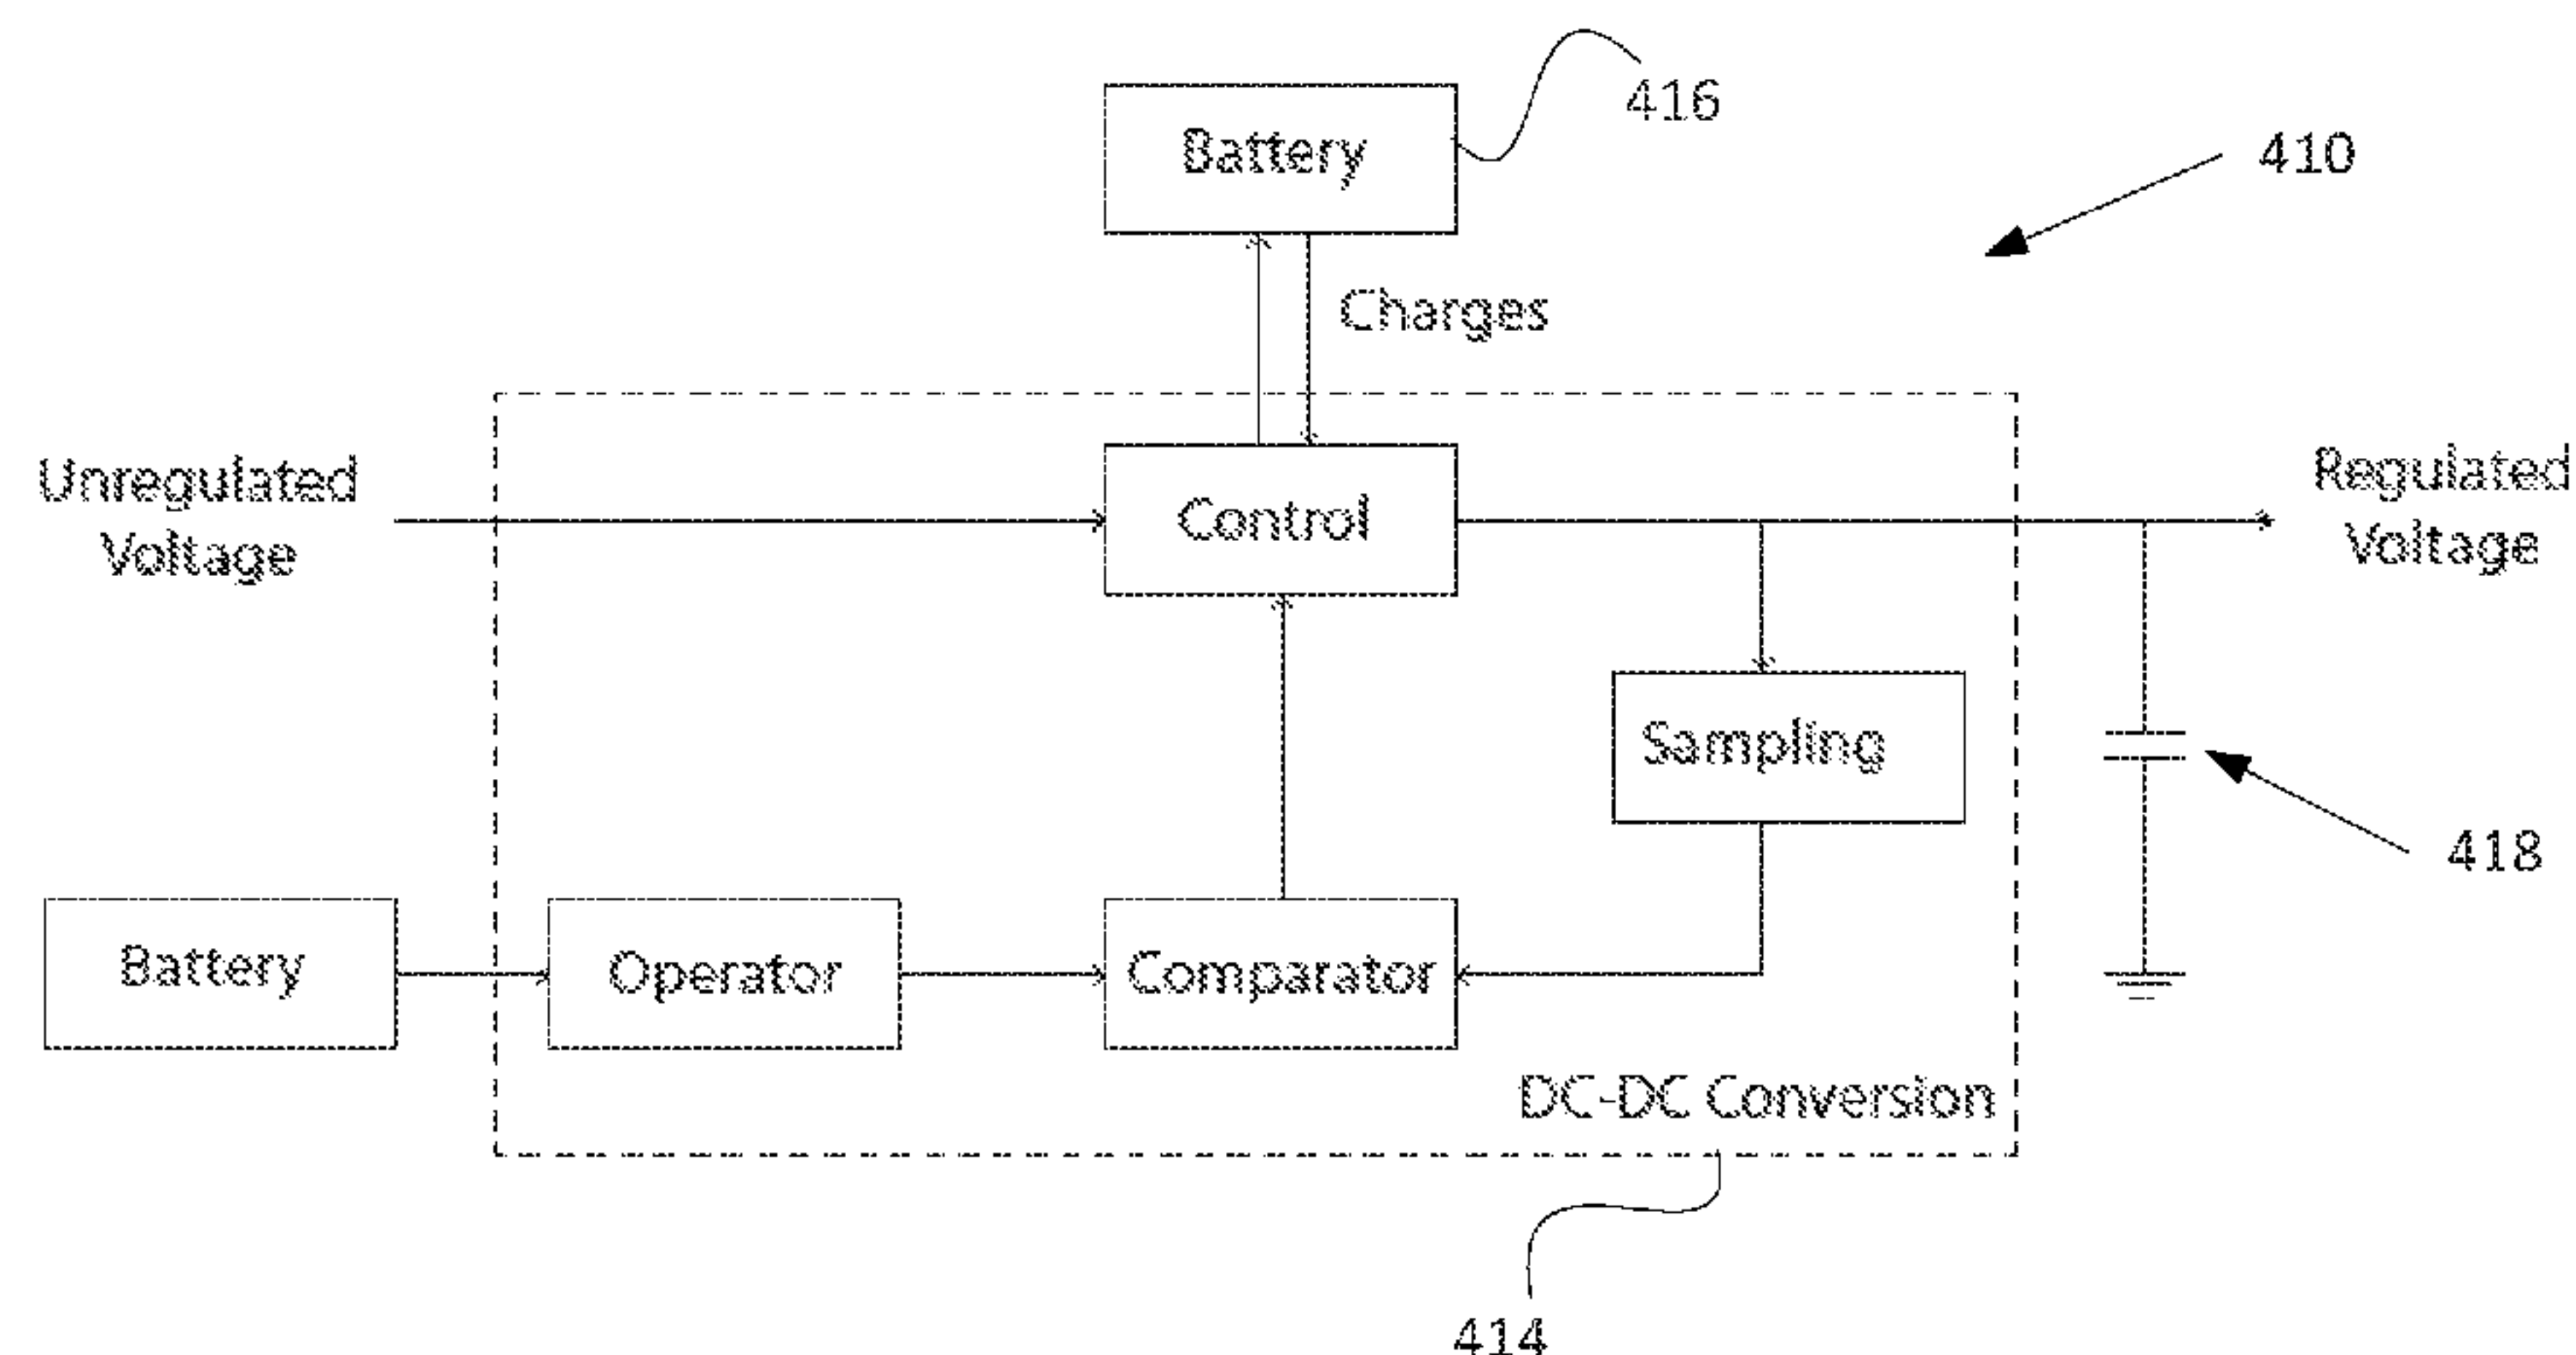 416
Battery
410
Charges
Unregulated
Voltage
Control
Regulated
Voltage
Sampling
418
Battery
Operator
Comparator
DC-DC Conversion
414